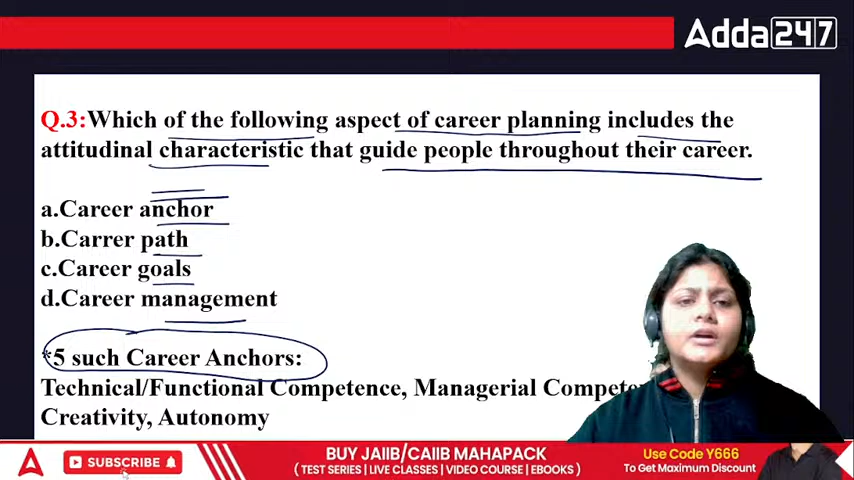 Adda247
Q.3:Which of the following aspect of career planning includes the
attitudinal characteristic that guide people throughout their career.
a.Career anchor
b.Carrer path
c.Career goals
d.Career management
*5 such Career Anchors:
Technical/Functional Competence, Managerial
Creativity, Autonomy
SUBSCRIBE
BUY JAIIB/CAIIB MAHAPACK
( TEST SERIES | LIVE CLASSES | VIDEO COURSE | EBOOKS )
Use Code Y666
To Get Maximum Discount